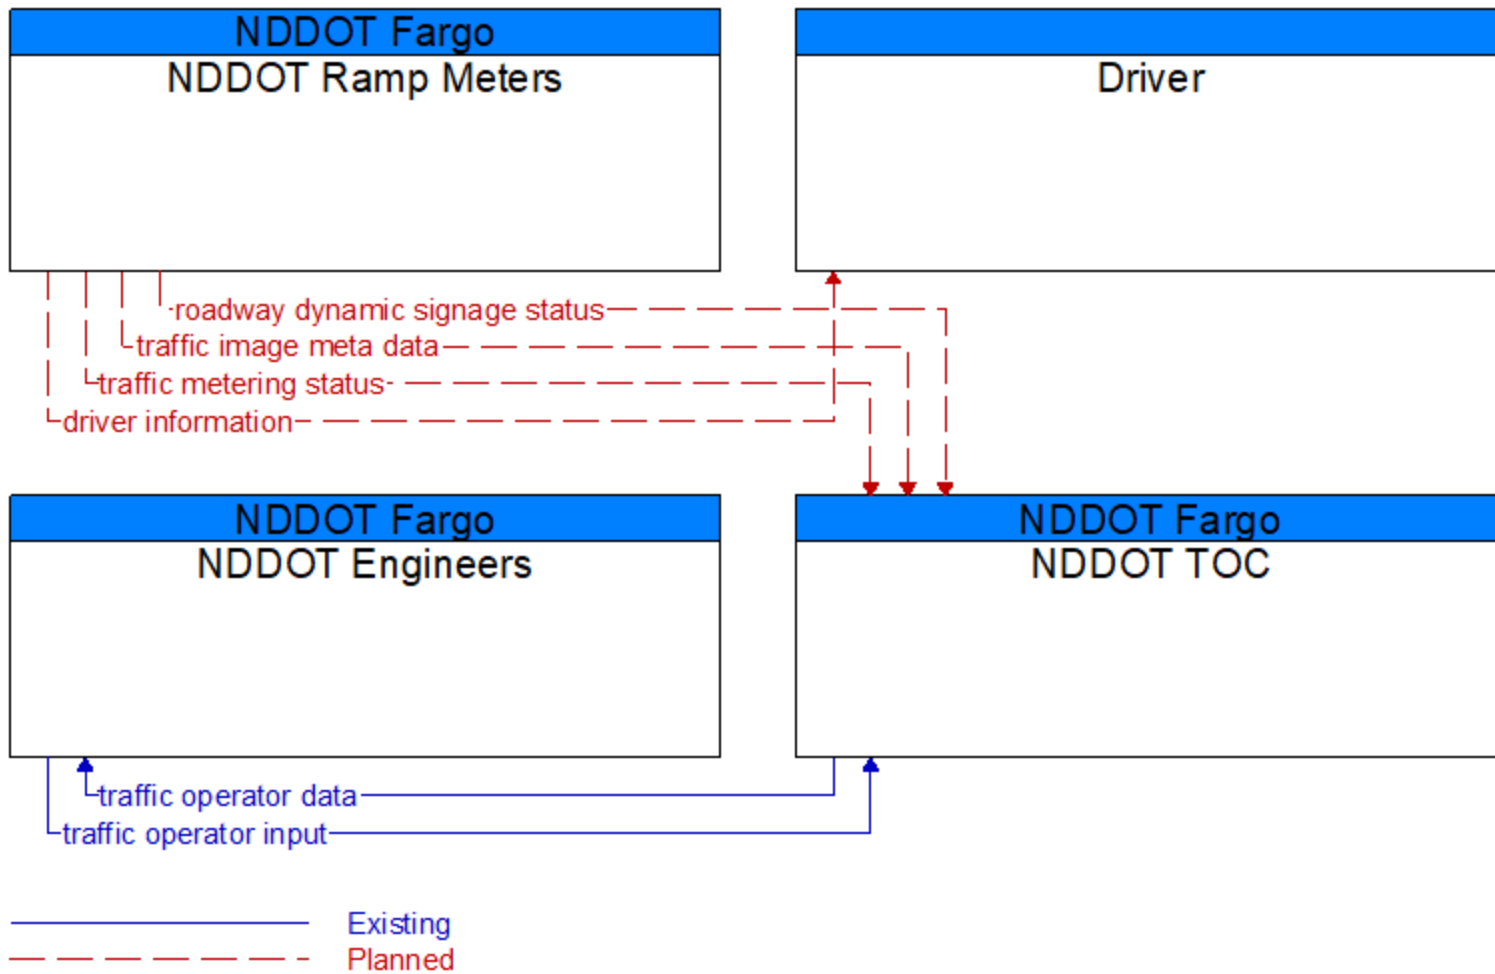 NDDOT Fargo
NDDOT Ramp Meters
Driver
roadway dynamic signage status
traffic image meta data
traffic metering status
driver information
NDDOT Fargo
NDDOT Engineers
NDDOT Fargo
NDDOT TOC
traffic operator data
traffic operator input
Existing
Planned